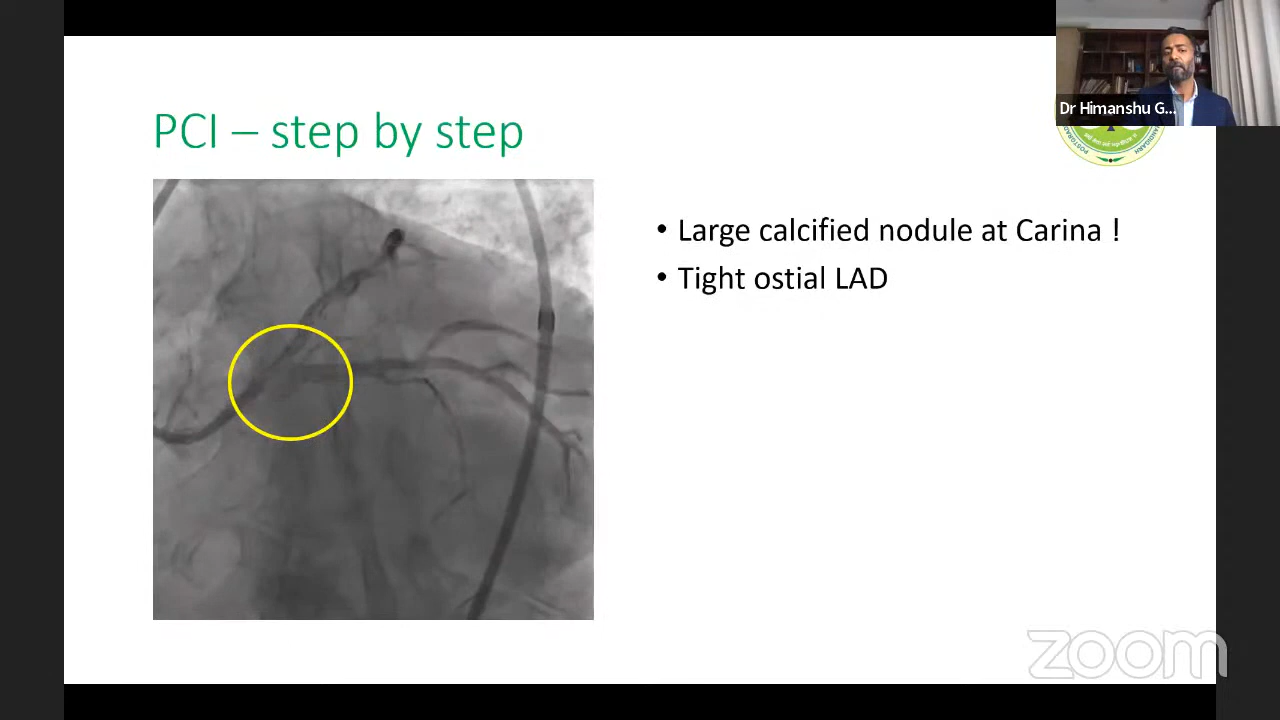 Dr Himanshu G...
PCI – step by step
• Large calcified nodule at Carina !
• Tight ostial LAD
zoom